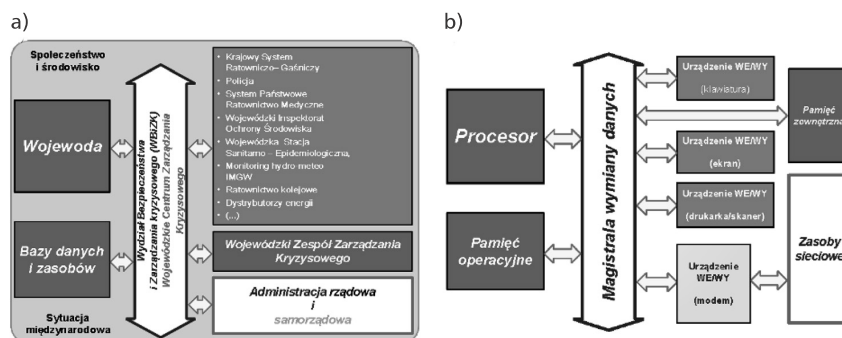 a)
Społeczeństwo
i środowisko
Wojewoda
Bazy danych
i zasobów
Sytuacja
międzynarodowa
Wydział Bezpieczeństwa
i Zarządzania kryzysowego (WBiZK)
Wojewódzkie Centrum Zarządzania
Kryzysowego
• Krajowy System
Ratowniczo– Gaśniczy
• Policja
• System Państwowe
Ratownictwo Medyczne
• Wojewódzki Inspektorat
Ochrony Środowiska
• Wojewódzka Stacja
Sanitarno – Epidemiologiczna,
• Monitoring hydro-meteo
IMGW
• Ratownictwo kolejowe
• Dystrybutorzy energii
• (...)
Wojewódzki Zespół Zarządzania
Kryzysowego
Administracja rządowa
i
samorządowa
b)
Procesor
Pamięć
operacyjne
Magistrala wymiany danych
Urządzenie WE/WY
(klawiatura)
Urządzenie WE/WY
(ekran)
Urządzenie WE/WY
(drukarka/skaner)
Urządzenie
WE/WY
(modem)
Pamięć
zewnętrzna
Zasoby
sieciowe